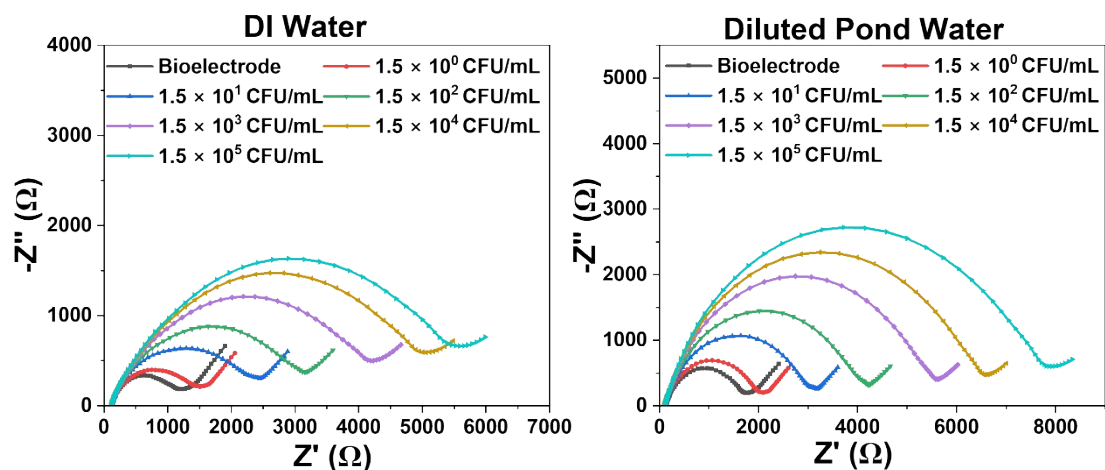 DI Water
4000
3000
2000
1000
0
-Z" (Ω)
Bioelectrode
1.5 × 10⁰ CFU/mL
1.5 × 10¹ CFU/mL
1.5 × 10² CFU/mL
1.5 × 10³ CFU/mL
1.5 × 10⁴ CFU/mL
1.5 × 10⁵ CFU/mL
0 1000 2000 3000 4000 5000 6000 7000
Z' (Ω)
Diluted Pond Water
5000
4000
3000
2000
1000
0
-Z" (Ω)
Bioelectrode
1.5 × 10⁰ CFU/mL
1.5 × 10¹ CFU/mL
1.5 × 10² CFU/mL
1.5 × 10³ CFU/mL
1.5 × 10⁴ CFU/mL
1.5 × 10⁵ CFU/mL
0 2000 4000 6000 8000
Z' (Ω)